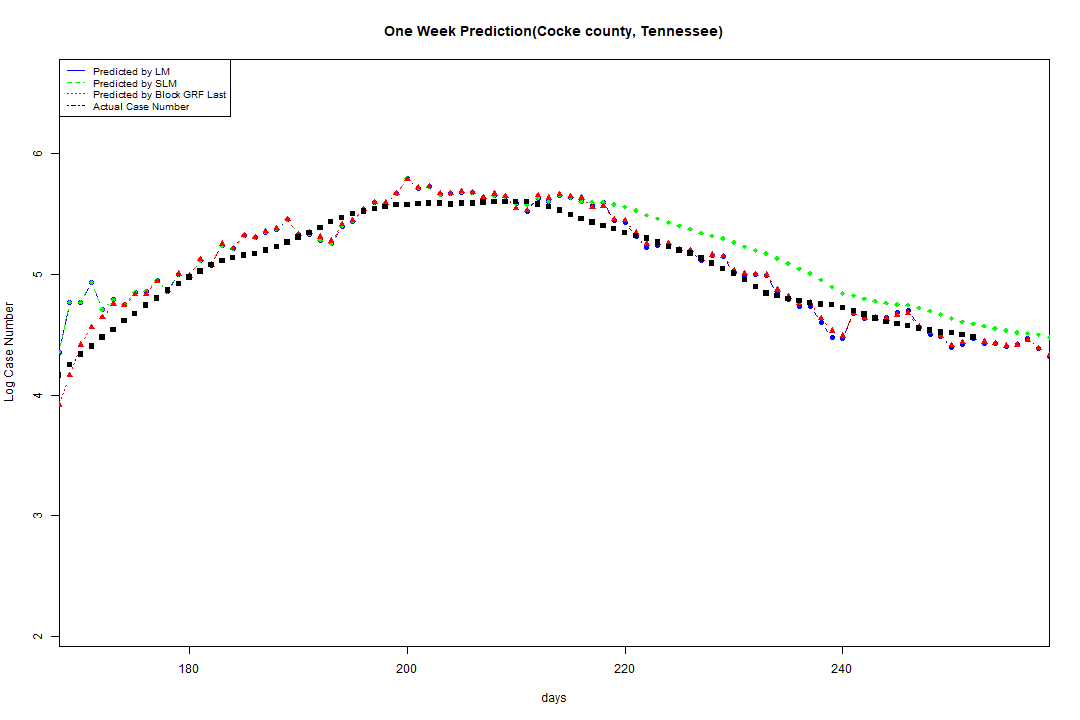 One Week Prediction(Cocke county, Tennessee)
Predicted by LM
Predicted by SLM
Predicted by Block GRF Last
Actual Case Number
6
5
4
3
2
Log Case Number
180 200 220 240
days